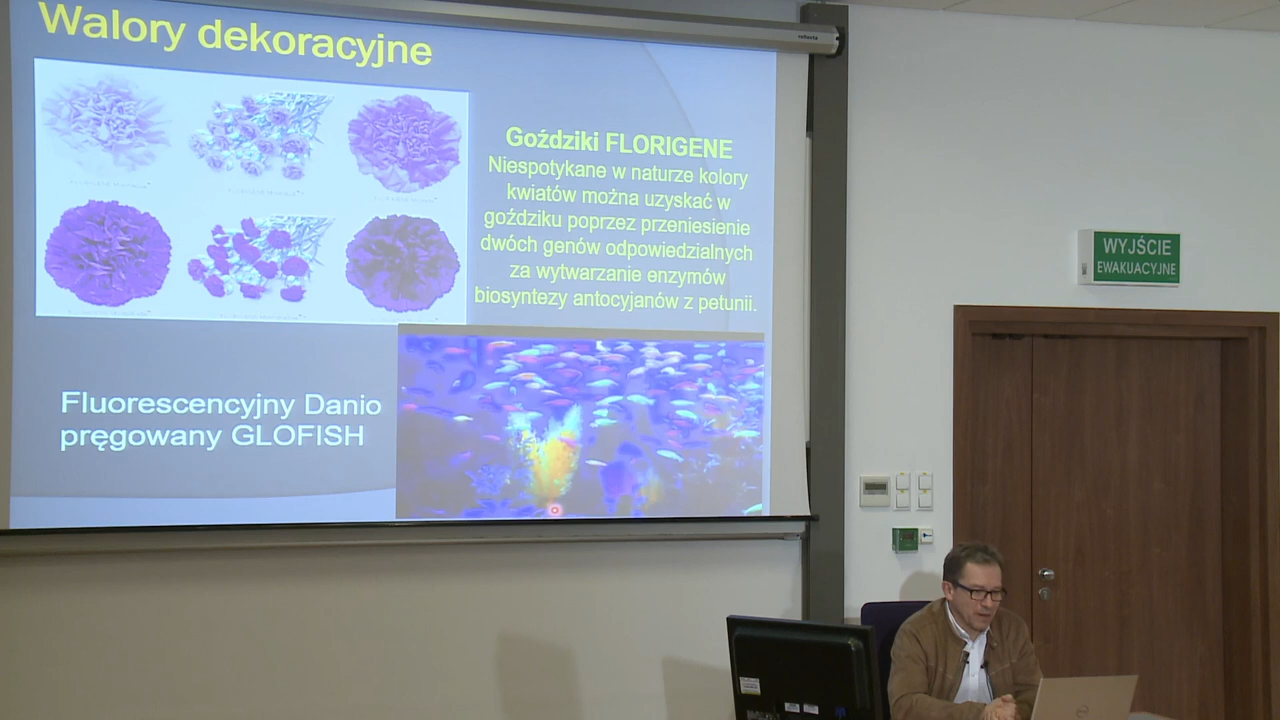 Walory dekoracyjne
Goździki FLORIGENE
Niespotykane w naturze kolory
kwiatów można uzyskać w
goździku poprzez przeniesienie
dwóch genów odpowiedzialnych
za wytwarzanie enzymów
biosyntezy antocyjanów z petunii.
Fluorescencyjny Danio
pręgowany GLOFISH
WYJŚCIE
EWAKUACYJNE